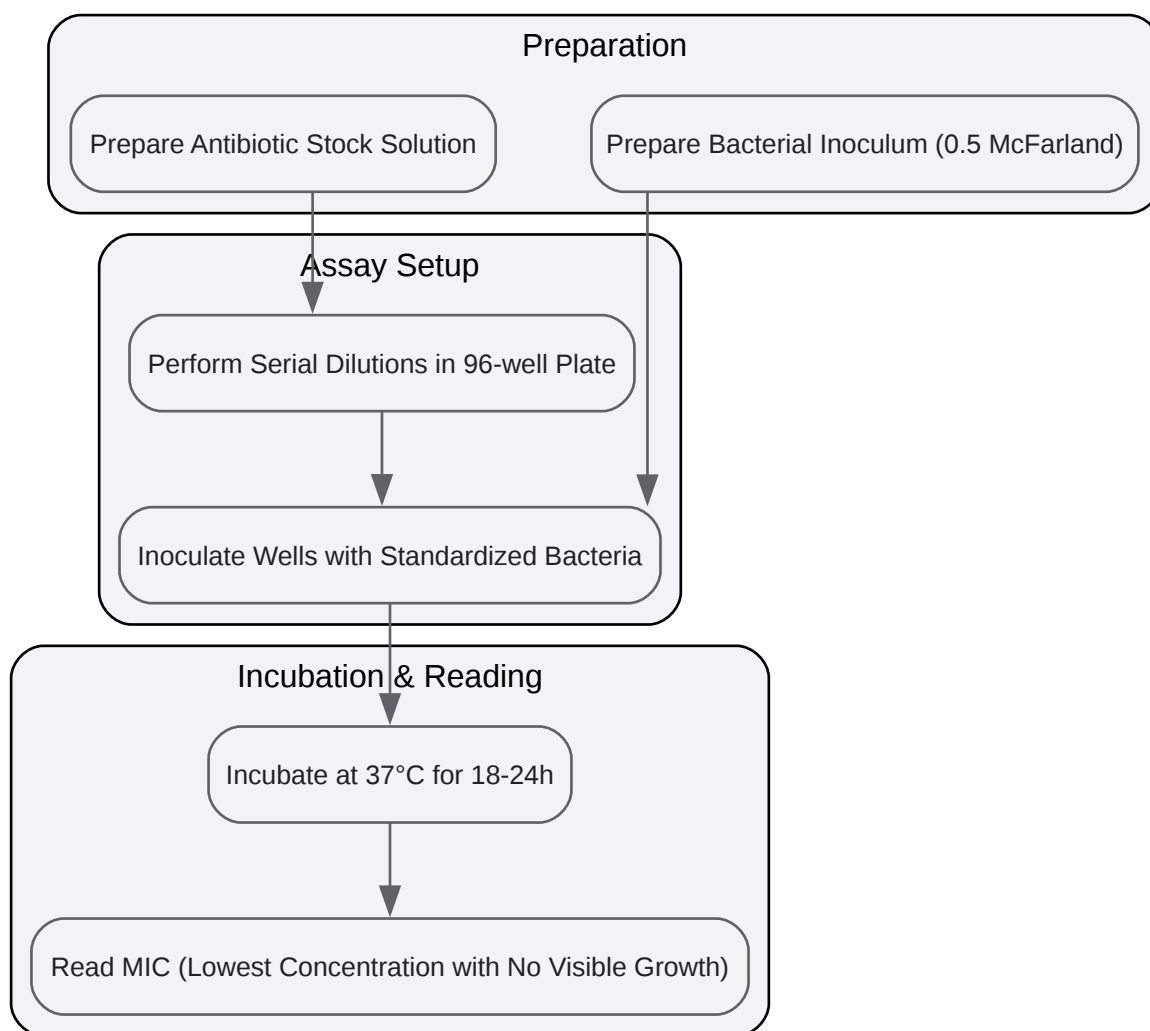 Preparation
Prepare Antibiotic Stock Solution
Prepare Bacterial Inoculum (0.5 McFarland)
Assay Setup
Perform Serial Dilutions in 96-well Plate
Inoculate Wells with Standardized Bacteria
Incubation & Reading
Incubate at 37°C for 18-24h
Read MIC (Lowest Concentration with No Visible Growth)